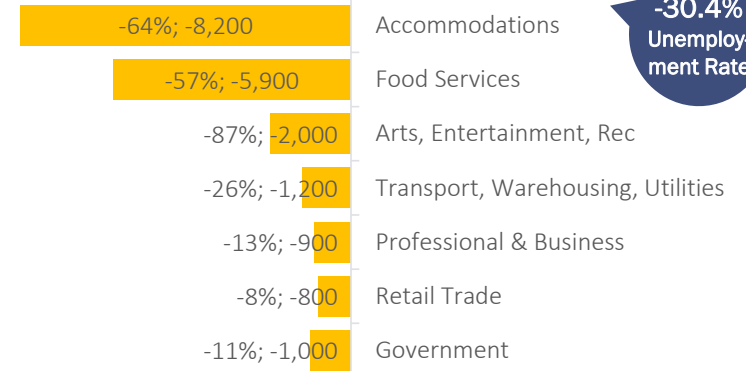 -64%; -8,200 Accommodations
-30.4%
Unemploy-
ment Rate
-57%; -5,900 Food Services
-87%; -2,000 Arts, Entertainment, Rec
-26%; -1,200 Transport, Warehousing, Utilities
-13%; -900 Professional & Business
-8%; -800 Retail Trade
-11%; -1,000 Government